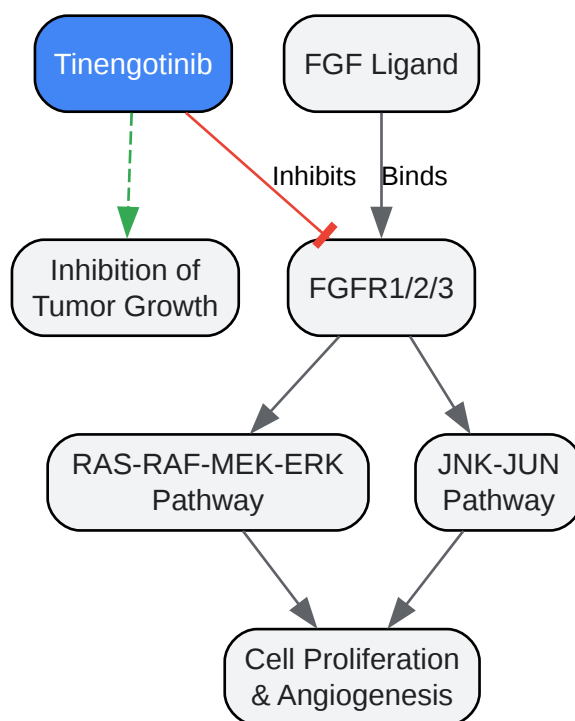 Tinengotinib
FGF Ligand
Inhibits
Binds
Inhibition of
Tumor Growth
FGFR1/2/3
RAS-RAF-MEK-ERK
Pathway
JNK-JUN
Pathway
Cell Proliferation
& Angiogenesis